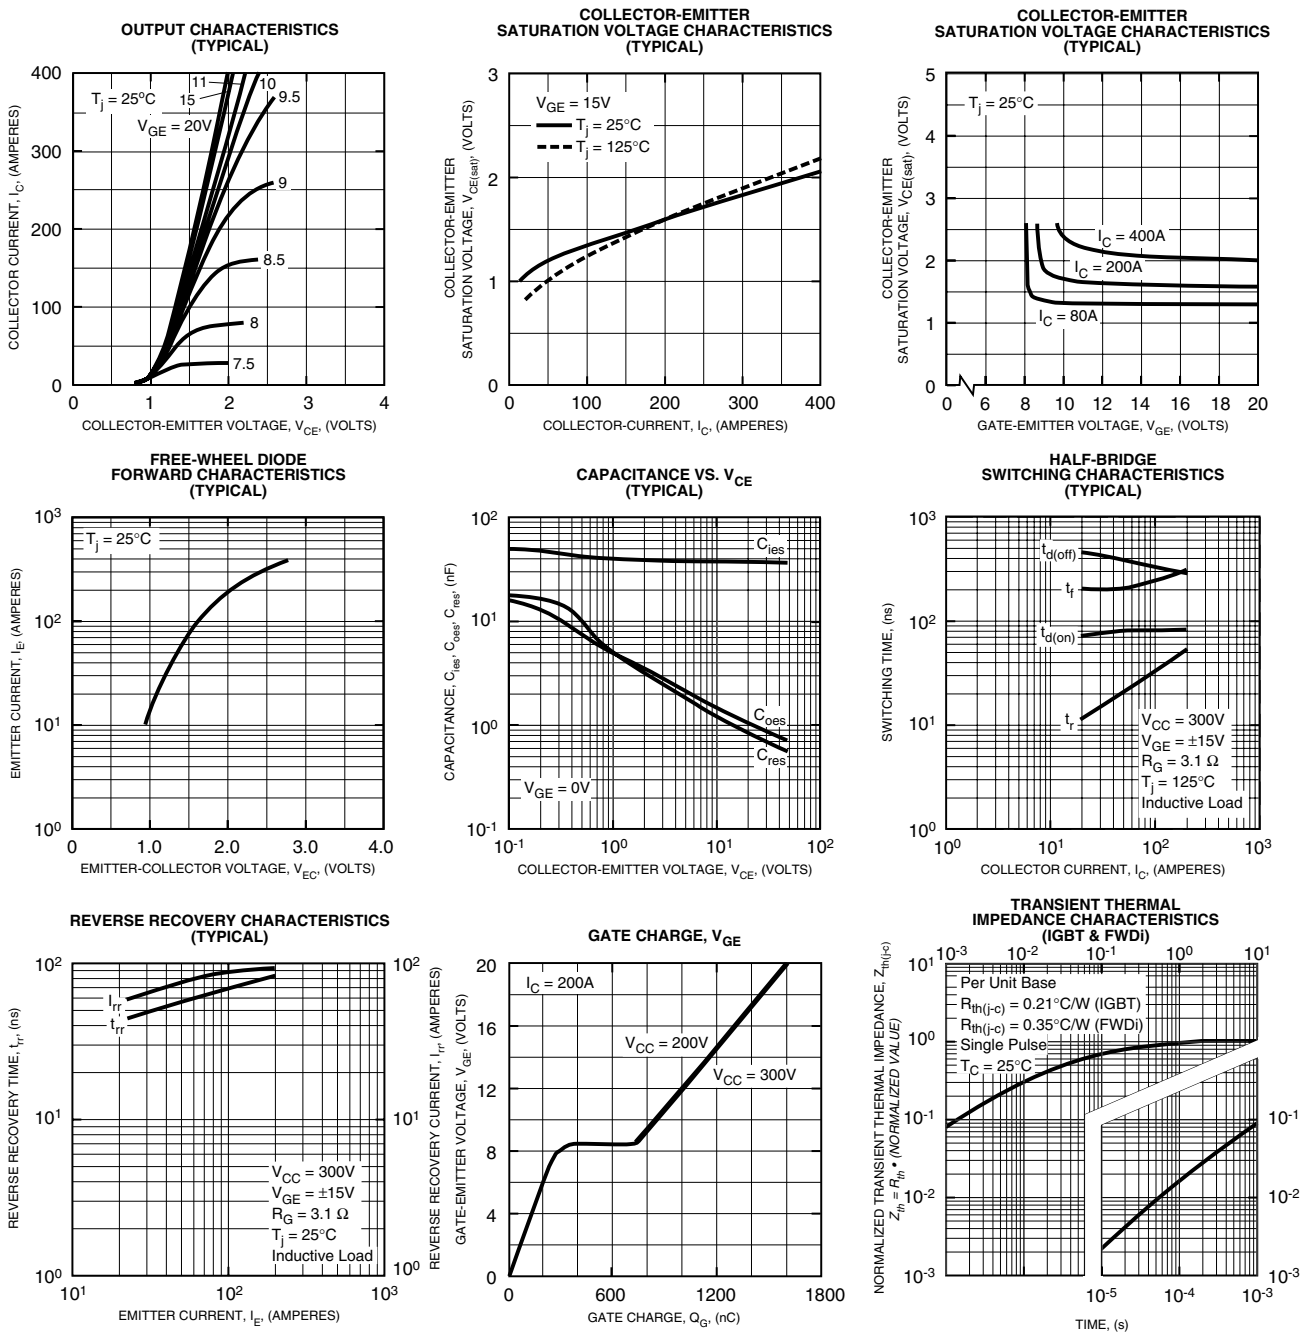 OUTPUT CHARACTERISTICS
(TYPICAL)
COLLECTOR CURRENT, IC, (AMPERES)
400
300
200
100
0
Tj = 25oC
VGE = 20V
15
11
10
9.5
9
8.5
8
7.5
0 1 2 3 4
COLLECTOR-EMITTER VOLTAGE, VCE, (VOLTS)
COLLECTOR-EMITTER
SATURATION VOLTAGE CHARACTERISTICS
(TYPICAL)
COLLECTOR-EMITTER
SATURATION VOLTAGE, VCE(sat), (VOLTS)
3
2
1
0
VGE = 15V
Tj = 25°C
Tj = 125°C
0 100 200 300 400
COLLECTOR-CURRENT, IC, (AMPERES)
COLLECTOR-EMITTER
SATURATION VOLTAGE CHARACTERISTICS
(TYPICAL)
COLLECTOR-EMITTER
SATURATION VOLTAGE, VCE(sat), (VOLTS)
5
4
3
2
1
0
Tj = 25°C
IC = 400A
IC = 200A
IC = 80A
0 6 8 10 12 14 16 18 20
GATE-EMITTER VOLTAGE, VGE, (VOLTS)
FREE-WHEEL DIODE
FORWARD CHARACTERISTICS
(TYPICAL)
EMITTER CURRENT, IE, (AMPERES)
103
102
101
100
Tj = 25°C
0 1.0 2.0 3.0 4.0
EMITTER-COLLECTOR VOLTAGE, VEC, (VOLTS)
CAPACITANCE VS. VCE
(TYPICAL)
CAPACITANCE, Cies, Coes, Cres, (nF)
102
101
100
10-1
Cies
Coes
Cres
VGE = 0V
10-1 100 101 102
COLLECTOR-EMITTER VOLTAGE, VCE, (VOLTS)
HALF-BRIDGE
SWITCHING CHARACTERISTICS
(TYPICAL)
SWITCHING TIME, (ns)
103
102
101
100
td(off)
tf
td(on)
tr
VCC = 300V
VGE = ±15V
RG = 3.1 Ω
Tj = 125°C
Inductive Load
100 101 102 103
COLLECTOR CURRENT, IC, (AMPERES)
REVERSE RECOVERY CHARACTERISTICS
(TYPICAL)
REVERSE RECOVERY TIME, trr, (ns)
102
101
100
Irr
trr
VCC = 300V
VGE = ±15V
RG = 3.1 Ω
Tj = 25°C
Inductive Load
102
101
100
REVERSE RECOVERY CURRENT, Irr, (AMPERES)
101 102 103
EMITTER CURRENT, IE, (AMPERES)
GATE CHARGE, VGE
GATE-EMITTER VOLTAGE, VGE, (VOLTS)
20
16
12
8
4
0
IC = 200A
VCC = 200V
VCC = 300V
0 600 1200 1800
GATE CHARGE, QG, (nC)
TRANSIENT THERMAL
IMPEDANCE CHARACTERISTICS
(IGBT & FWDi)
10-3 10-2 10-1 100 101
NORMALIZED TRANSIENT THERMAL IMPEDANCE, Zth(j-c)
Zth = Rth • (NORMALIZED VALUE)
101
100
10-1
10-2
10-3
Per Unit Base
Rth(j-c) = 0.21°C/W (IGBT)
Rth(j-c) = 0.35°C/W (FWDi)
Single Pulse
TC = 25°C
10-1
10-2
10-3
10-5 10-4 10-3
TIME, (s)